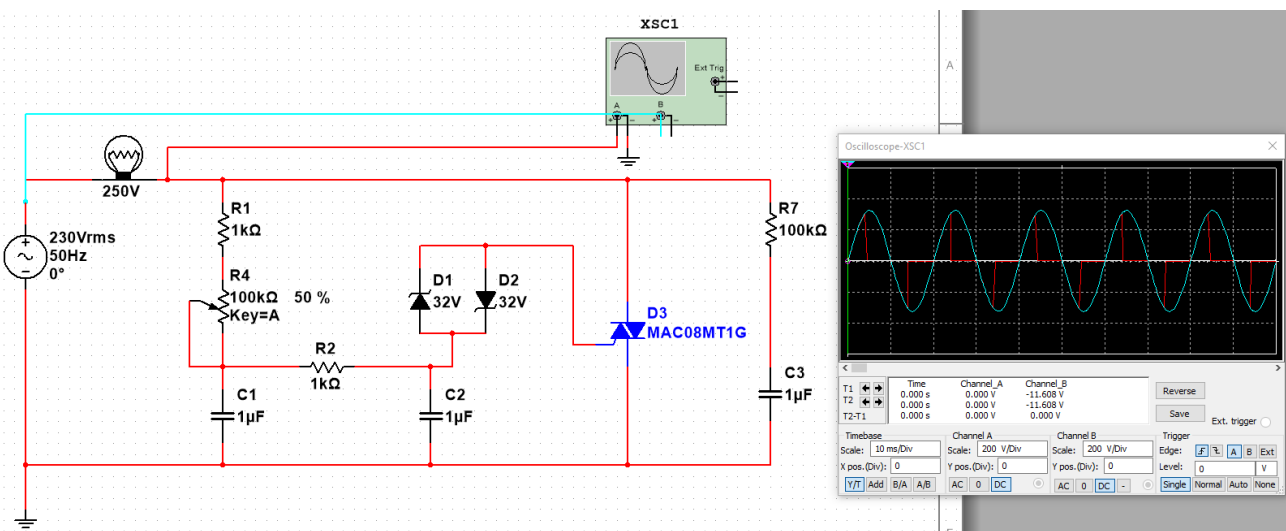 XSC1
Ext Trig
+
-
A
B
A
250V
R1
1kΩ
R7
100kΩ
230Vrms
50Hz
0°
R4
100kΩ 50 %
Key=A
D1
32V
D2
32V
D3
MAC08MT1G
R2
1kΩ
C1
1µF
C2
1µF
C3
1µF
Oscilloscope-XSC1
Time Channel_A Channel_B
T1 0.000 s 0.000 V -11.608 V
T2 0.000 s 0.000 V -11.608 V
T2-T1 0.000 s 0.000 V 0.000 V
Reverse
Save
Ext. trigger
Timebase
Scale: 10 ms/Div
X pos.(Div): 0
Y/T Add B/A A/B
Channel A
Scale: 200 V/Div
Y pos.(Div): 0
AC 0 DC
Channel B
Scale: 200 V/Div
Y pos.(Div): 0
AC 0 DC -
Trigger
Edge: A B Ext
Level: 0 V
Single Normal Auto None